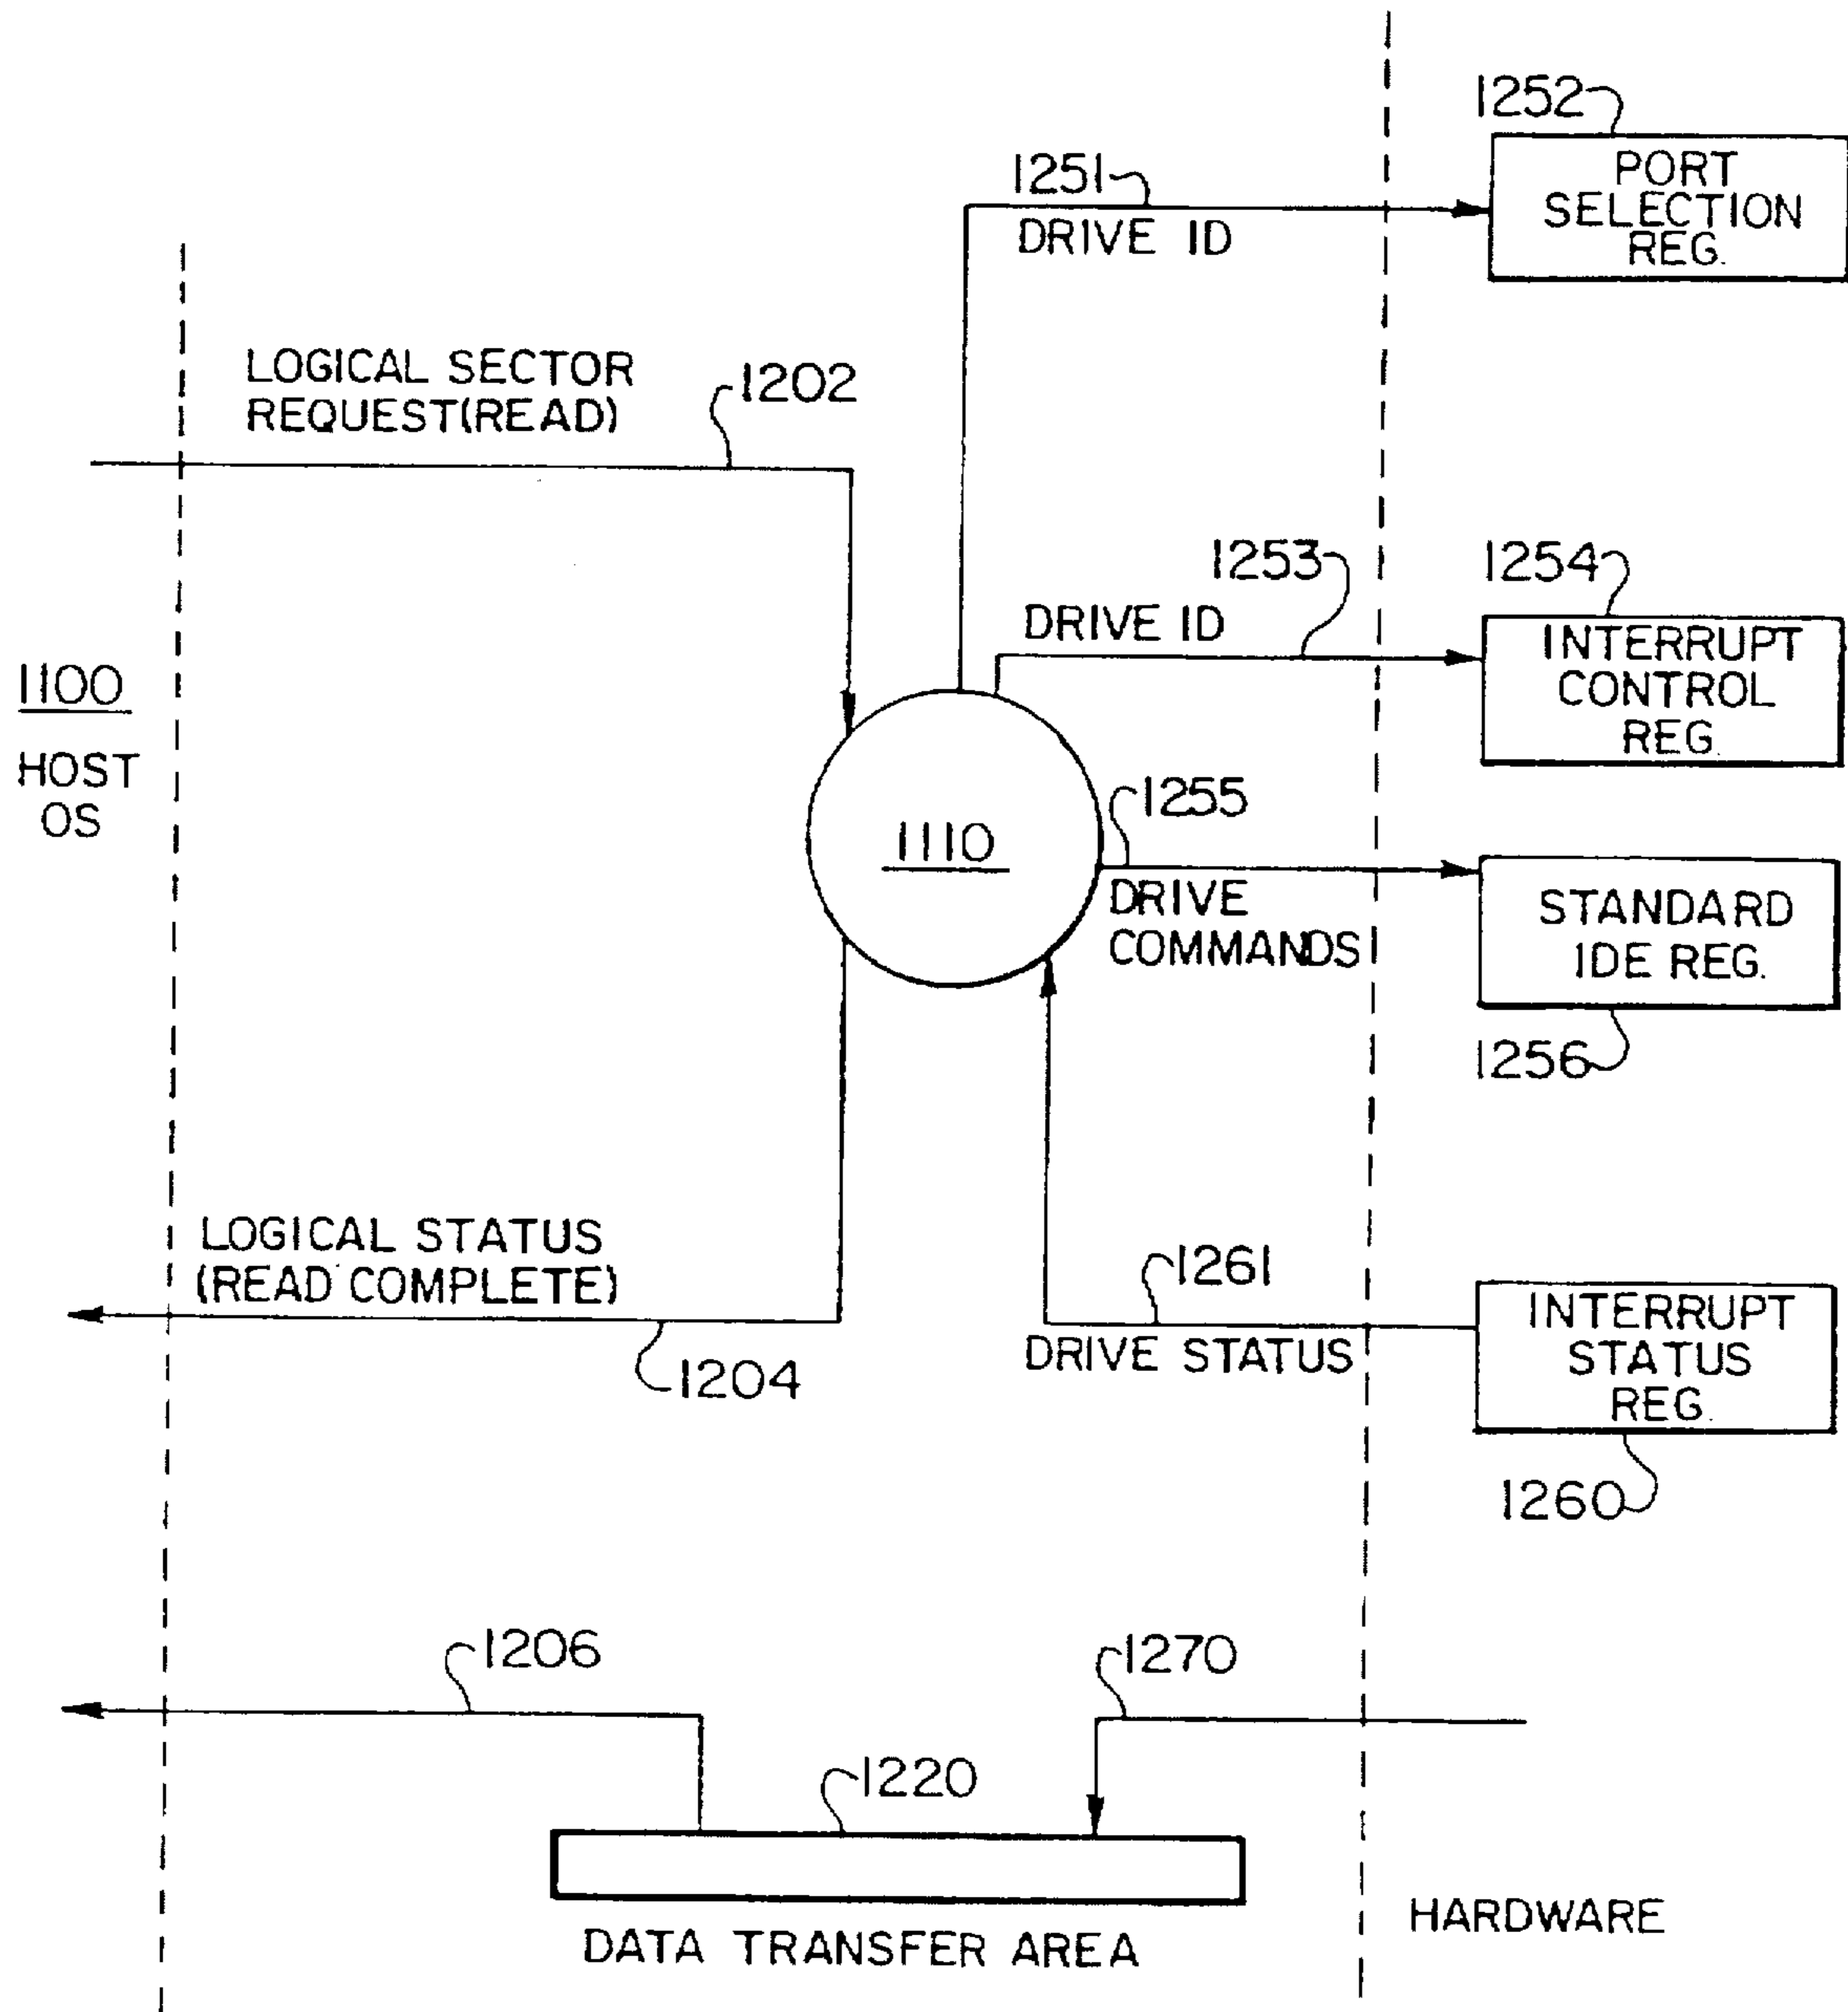 1252
PORT
SELECTION
REG.
1251
DRIVE ID
LOGICAL SECTOR
REQUEST(READ)
1202
1253
1254
DRIVE ID
INTERRUPT
CONTROL
REG
1100
HOST
OS
1110
1255
DRIVE
COMMANDS
STANDARD
IDE REG.
1256
LOGICAL STATUS
(READ COMPLETE)
1204
1261
DRIVE STATUS
INTERRUPT
STATUS
REG.
1260
1206
1270
1220
DATA TRANSFER AREA
HARDWARE